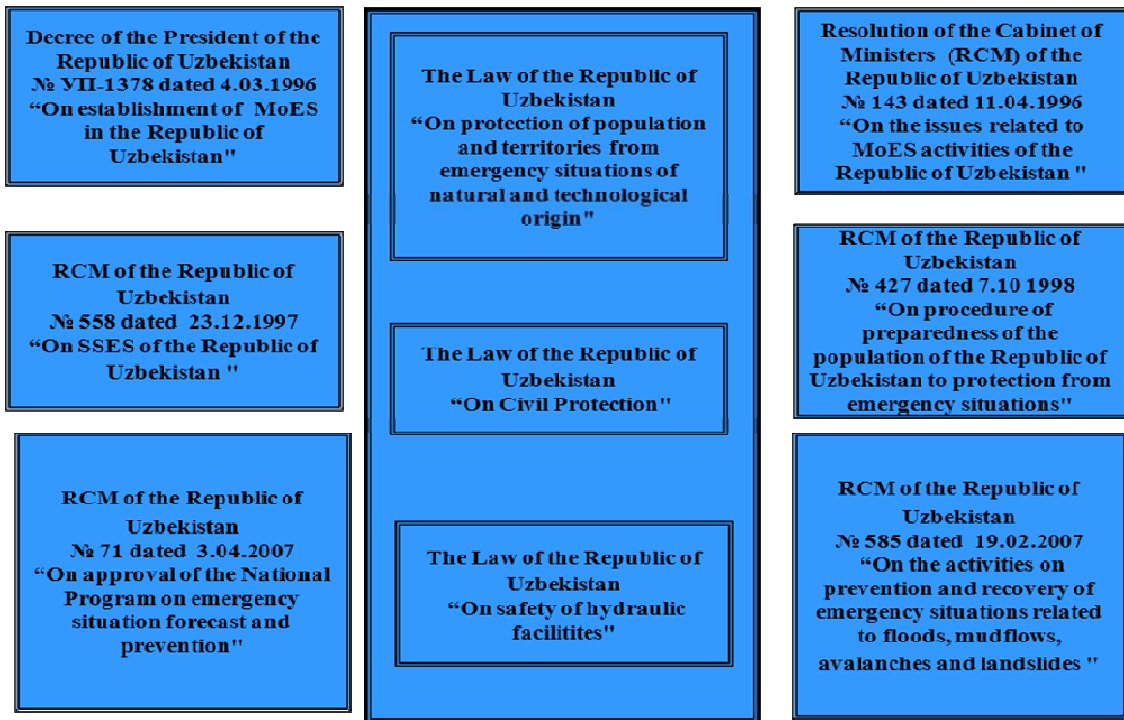 Decree of the President of the
Republic of Uzbekistan
№ УП-1378 dated 4.03.1996
“On establishment of MoES
in the Republic of
Uzbekistan"
RCM of the Republic of
Uzbekistan
№ 558 dated 23.12.1997
“On SSES of the Republic of
Uzbekistan "
RCM of the Republic of
Uzbekistan
№ 71 dated 3.04.2007
“On approval of the National
Program on emergency
situation forecast and
prevention"
The Law of the Republic of
Uzbekistan
“On protection of population
and territories from
emergency situations of
natural and technological
origin"
The Law of the Republic of
Uzbekistan
“On Civil Protection"
The Law of the Republic of
Uzbekistan
“On safety of hydraulic
facilitites"
Resolution of the Cabinet of
Ministers (RCM) of the
Republic of Uzbekistan
№ 143 dated 11.04.1996
“On the issues related to
MoES activities of the
Republic of Uzbekistan "
RCM of the Republic of
Uzbekistan
№ 427 dated 7.10 1998
“On procedure of
preparedness of the
population of the Republic of
Uzbekistan to protection from
emergency situations"
RCM of the Republic of
Uzbekistan
№ 585 dated 19.02.2007
“On the activities on
prevention and recovery of
emergency situations related
to floods, mudflows,
avalanches and landslides "